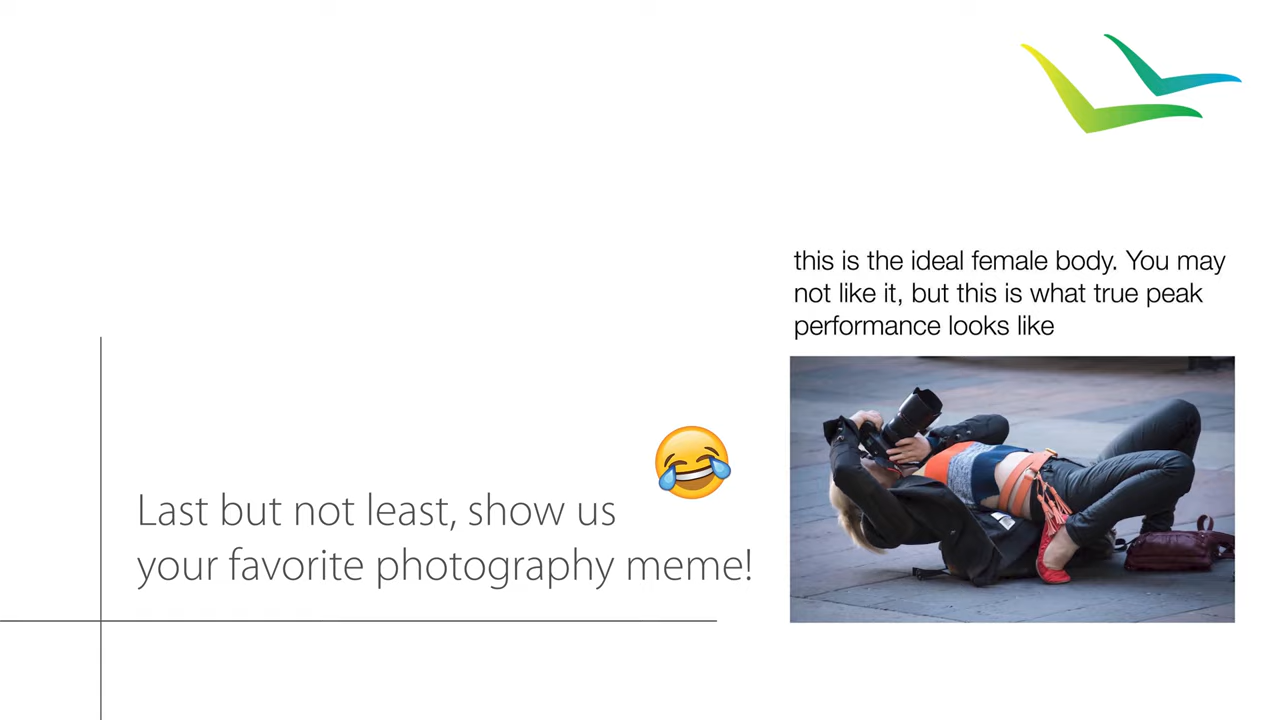 this is the ideal female body. You may
not like it, but this is what true peak
performance looks like
Last but not least, show us
your favorite photography meme!